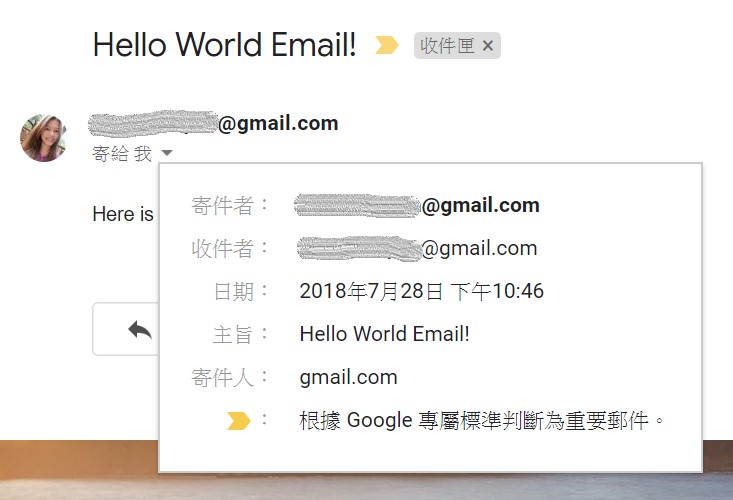 Hello World Email!
收件匣 ×
@gmail.com
寄給 我
Here is
寄件者： @gmail.com
收件者： @gmail.com
日期： 2018年7月28日 下午10:46
主旨： Hello World Email!
寄件人： gmail.com
： 根據 Google 專屬標準判斷為重要郵件。